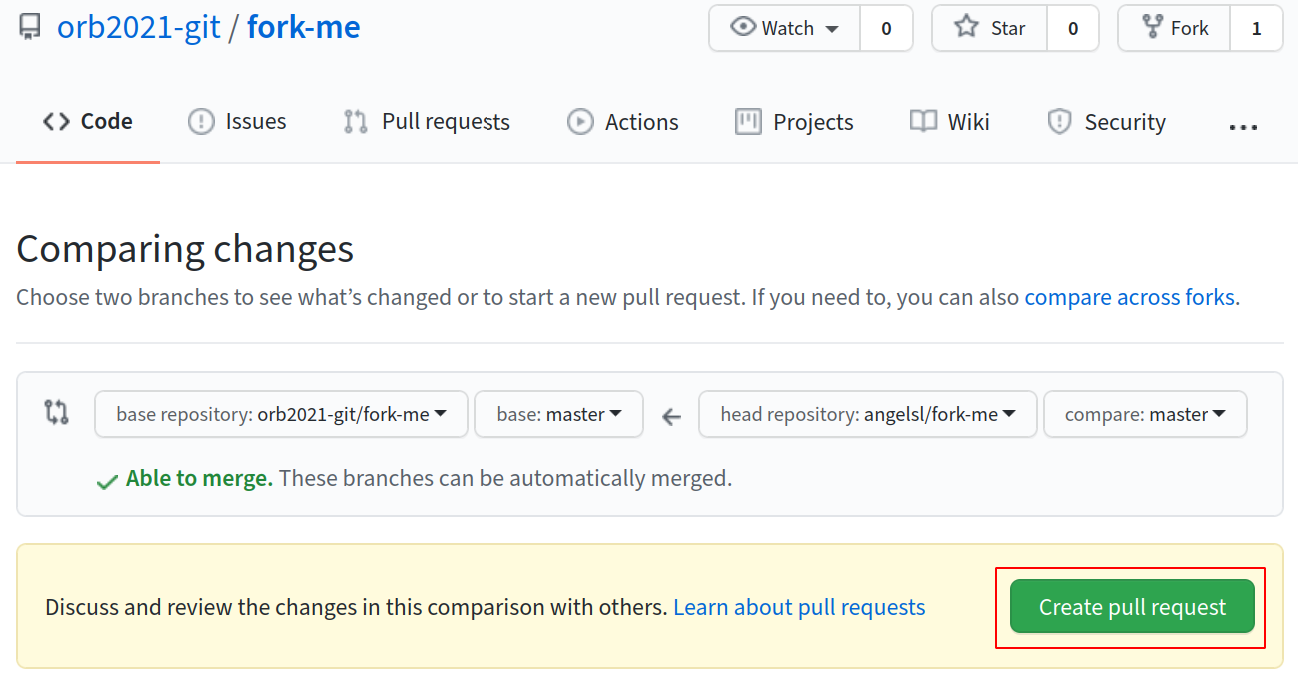 orb2021-git / fork-me
Watch 0 Star 0 Fork 1
Code Issues Pull requests Actions Projects Wiki Security ...
Comparing changes
Choose two branches to see what’s changed or to start a new pull request. If you need to, you can also compare across forks.
base repository: orb2021-git/fork-me base: master ← head repository: angelsl/fork-me compare: master
Able to merge. These branches can be automatically merged.
Discuss and review the changes in this comparison with others. Learn about pull requests Create pull request